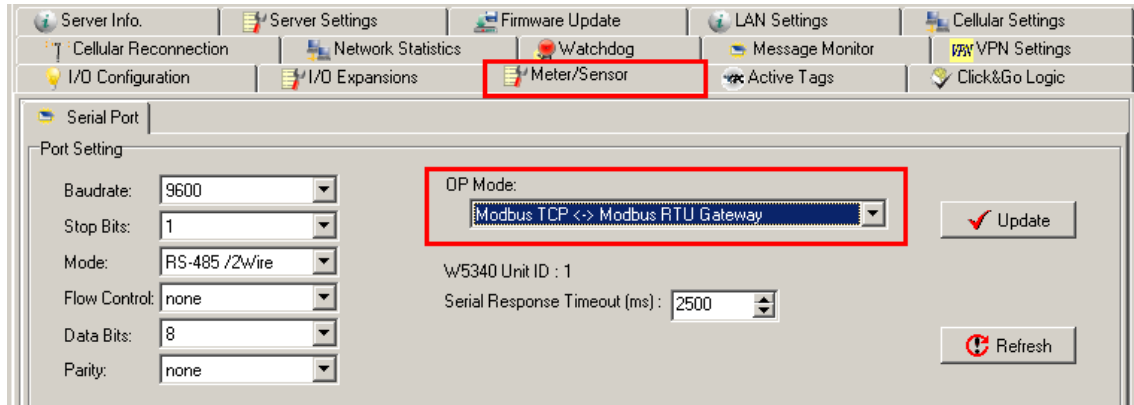 Server Info. Server Settings Firmware Update LAN Settings Cellular Settings
Cellular Reconnection Network Statistics Watchdog Message Monitor VPN VPN Settings
I/O Configuration I/O Expansions Meter/Sensor Active Tags Click&Go Logic
Serial Port
Port Setting
Baudrate: 9600
Stop Bits: 1
Mode: RS-485 /2Wire
Flow Control: none
Data Bits: 8
Parity: none
OP Mode:
Modbus TCP <-> Modbus RTU Gateway
W5340 Unit ID : 1
Serial Response Timeout (ms) : 2500
Update
Refresh